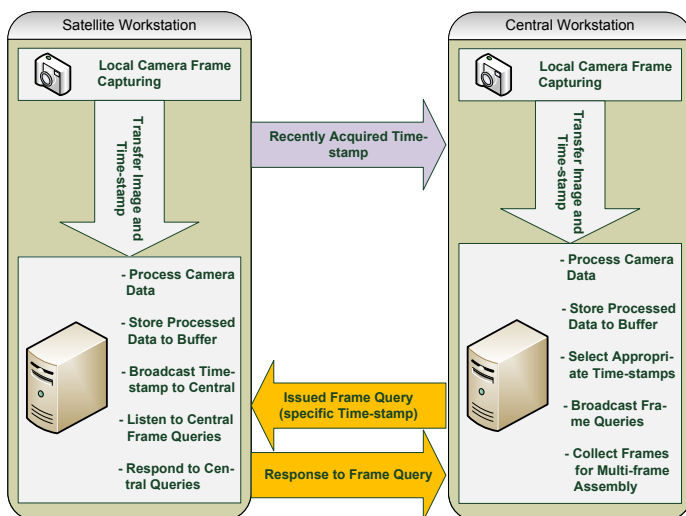 Satellite Workstation
Local Camera Frame
Capturing
Transfer Image and
Time-stamp
- Process Camera
Data
- Store Processed
Data to Buffer
- Broadcast Time-
stamp to Central
- Listen to Central
Frame Queries
- Respond to Cen-
tral Queries
Recently Acquired Time-
stamp
Issued Frame Query
(specific Time-stamp)
Response to Frame Query
Central Workstation
Local Camera Frame
Capturing
Transfer Image and
Time-stamp
- Process Camera
Data
- Store Processed
Data to Buffer
- Select Appropri-
ate Time-stamps
- Broadcast Fra-
me Queries
- Collect Frames
for Multi-frame
Assembly